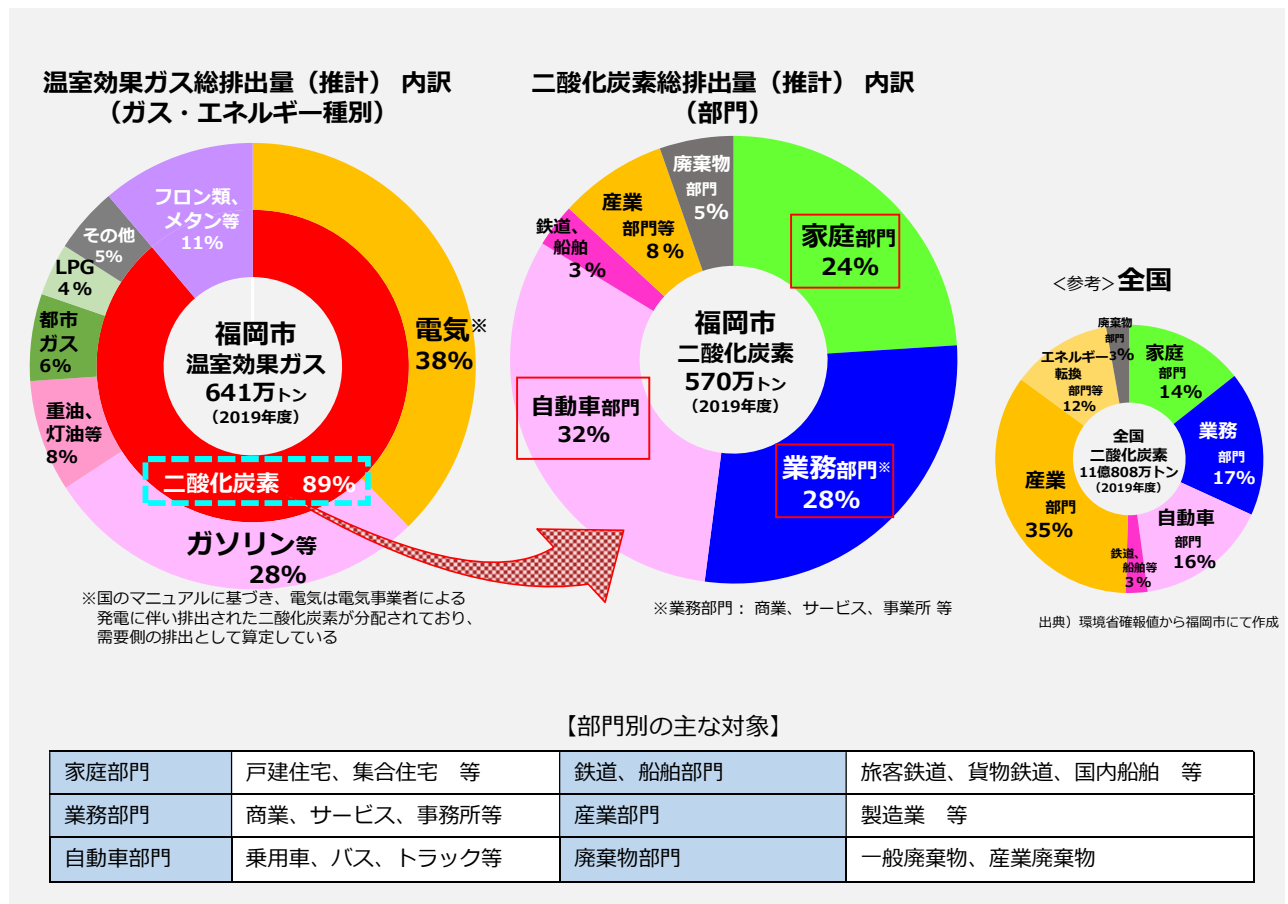 温室効果ガス総排出量（推計） 内訳
（ガス・エネルギー種別）
フロン類、
メタン等
11%
その他
5%
LPG
4%
都市
ガス
6%
重油、
灯油等
8%
電気※
38%
福岡市
温室効果ガス
641万トン
（2019年度）
二酸化炭素 89%
ガソリン等
28%
※国のマニュアルに基づき、電気は電気事業者による
発電に伴い排出された二酸化炭素が分配されており、
需要側の排出として算定している
二酸化炭素総排出量（推計） 内訳
（部門）
廃棄物
部門
5%
産業
部門等
8%
鉄道、
船舶
3%
家庭部門
24%
福岡市
二酸化炭素
570万トン
（2019年度）
自動車部門
32%
業務部門※
28%
※業務部門： 商業、サービス、事業所 等
＜参考＞全国
廃棄物
部門
3%
エネルギー
転換
部門等
12%
家庭
部門
14%
全国
二酸化炭素
11億808万トン
（2019年度）
業務
部門
17%
産業
部門
35%
自動車
部門
16%
鉄道、
船舶等
3%
出典）環境省確報値から福岡市にて作成
【部門別の主な対象】
家庭部門 戸建住宅、集合住宅 等 鉄道、船舶部門 旅客鉄道、貨物鉄道、国内船舶 等
業務部門 商業、サービス、事務所等 産業部門 製造業 等
自動車部門 乗用車、バス、トラック等 廃棄物部門 一般廃棄物、産業廃棄物